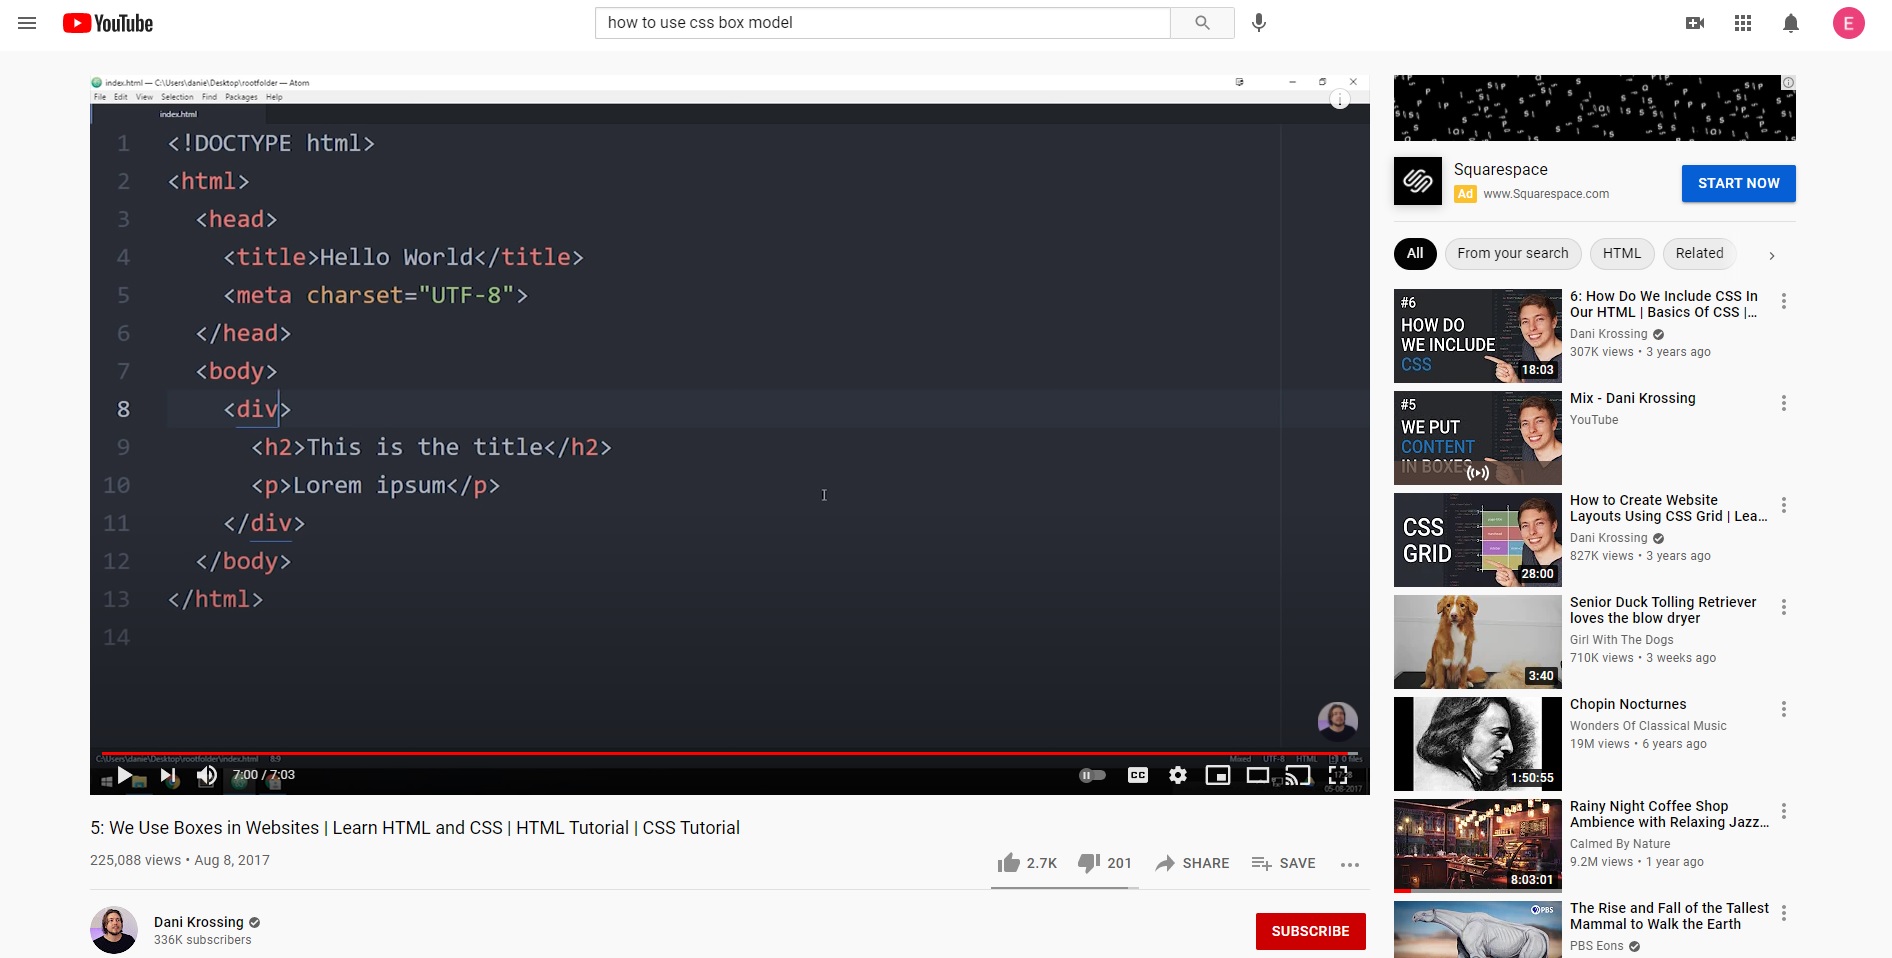 YouTube
how to use css box model
E
index.html — C:\Users\danie\Desktop\rootfolder — Atom
File Edit View Selection Find Packages Help
index.html
1 <!DOCTYPE html>
2 <html>
3 <head>
4 <title>Hello World</title>
5 <meta charset="UTF-8">
6 </head>
7 <body>
8 <div>
9 <h2>This is the title</h2>
10 <p>Lorem ipsum</p>
11 </div>
12 </body>
13 </html>
14
C:\Users\danie\Desktop\rootfolder\index.html 8:9
Mixed UTF-8 HTML 0 files
7:00 / 7:03
CC
05-08-2017
5: We Use Boxes in Websites | Learn HTML and CSS | HTML Tutorial | CSS Tutorial
225,088 views • Aug 8, 2017
2.7K 201 SHARE SAVE
Dani Krossing
336K subscribers
SUBSCRIBE
Squarespace
Ad www.Squarespace.com
START NOW
All From your search HTML Related
#6
HOW DO
WE INCLUDE
CSS
18:03
6: How Do We Include CSS In
Our HTML | Basics Of CSS |...
Dani Krossing
307K views • 3 years ago
#5
WE PUT
CONTENT
IN BOXES
Mix - Dani Krossing
YouTube
CSS
GRID
28:00
How to Create Website
Layouts Using CSS Grid | Lea...
Dani Krossing
827K views • 3 years ago
3:40
Senior Duck Tolling Retriever
loves the blow dryer
Girl With The Dogs
710K views • 3 weeks ago
1:50:55
Chopin Nocturnes
Wonders Of Classical Music
19M views • 6 years ago
8:03:01
Rainy Night Coffee Shop
Ambience with Relaxing Jazz...
Calmed By Nature
9.2M views • 1 year ago
PBS
The Rise and Fall of the Tallest
Mammal to Walk the Earth
PBS Eons